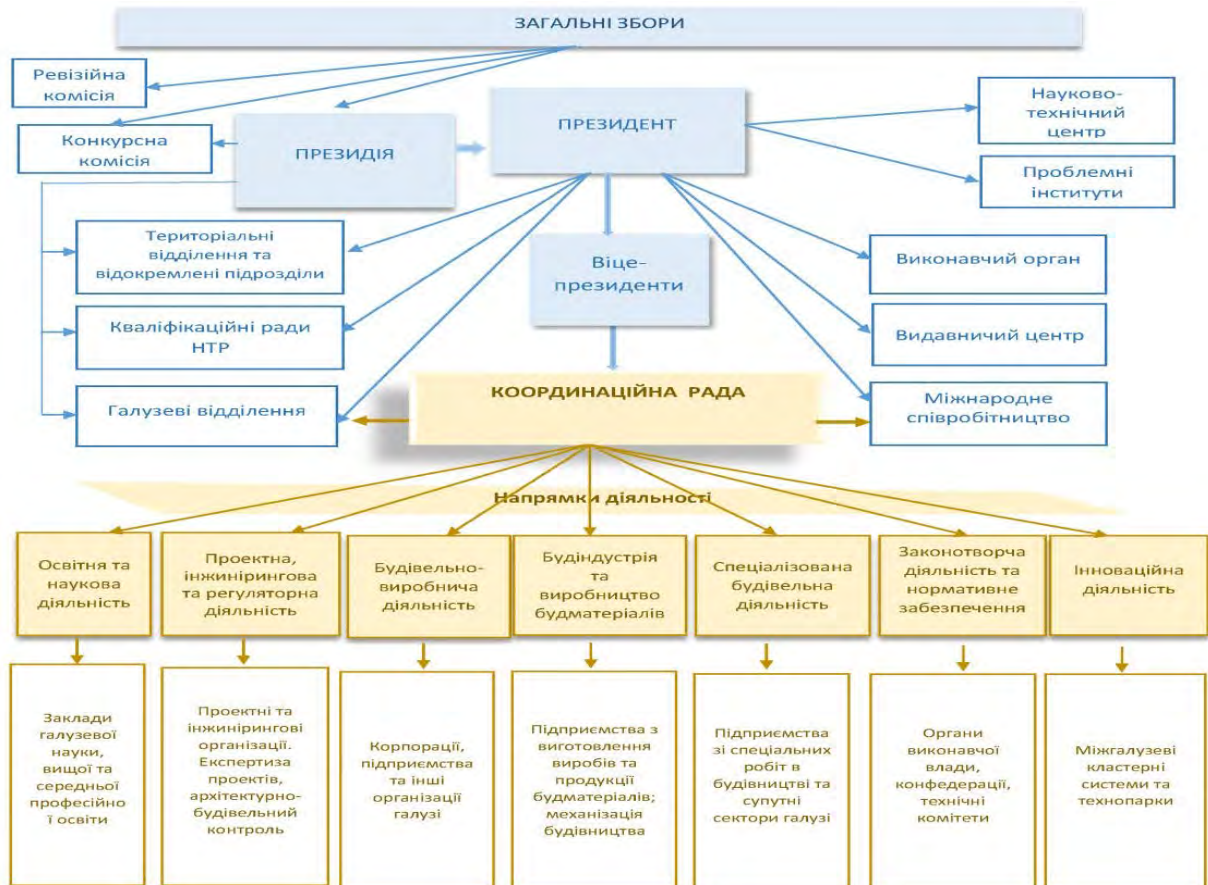 ЗАГАЛЬНІ ЗБОРИ
Ревізійна
комісія
Конкурсна
комісія
ПРЕЗИДІЯ
ПРЕЗИДЕНТ
Науково-
технічний
центр
Проблемні
інститути
Територіальні
відділення та
відокремлені підрозділи
Віце-
президенти
Виконавчий орган
Кваліфікаційні ради
НТР
Видавничий центр
Галузеві відділення
КООРДИНАЦІЙНА РАДА
Міжнародне
співробітництво
Напрямки діяльності
Освітня та
наукова
діяльність
Проектна,
інжинірингова
та регуляторна
діяльність
Будівельно-
виробнича
діяльність
Будіндустрія
та
виробництво
будматеріалів
Спеціалізована
будівельна
діяльність
Законотворча
діяльність та
нормативне
забезпечення
Інноваційна
діяльність
Заклади
галузевої
науки,
вищої та
середньої
професійно
ї освіти
Проектні та
інжинірингові
організації.
Експертиза
проектів,
архітектурно-
будівельний
контроль
Корпорації,
підприємства
та інші
організації
галузі
Підприємства з
виготовлення
виробів та
продукції
будматеріалів;
механізація
будівництва
Підприємства
зі спеціальних
робіт в
будівництві та
супутні
сектори галузі
Органи
виконавчої
влади,
конфедерації,
технічні
комітети
Міжгалузеві
кластерні
системи та
технопарки